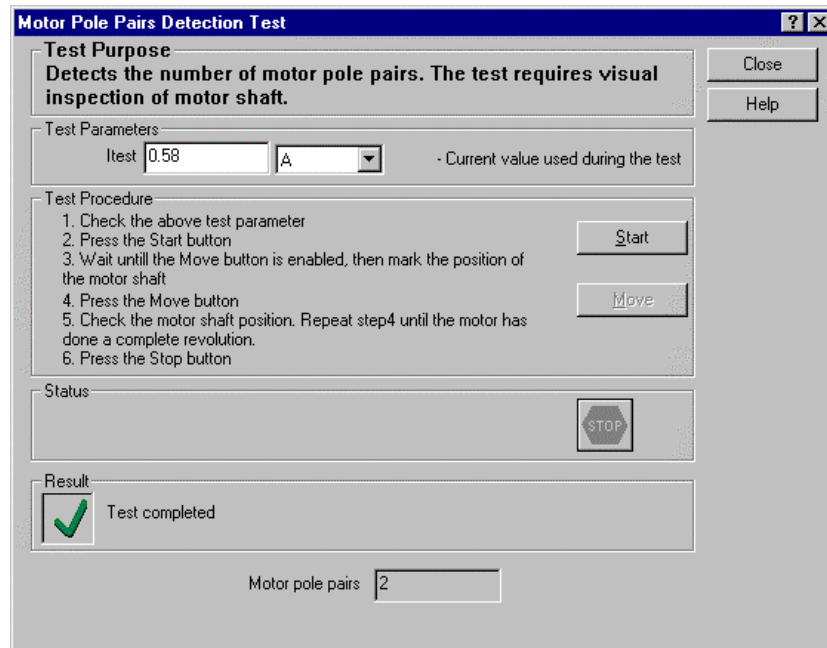 Motor Pole Pairs Detection Test
Test Purpose
Detects the number of motor pole pairs. The test requires visual
inspection of motor shaft.
Close
Help
Test Parameters
Itest 0.58 A - Current value used during the test
Test Procedure
1. Check the above test parameter
2. Press the Start button
3. Wait untill the Move button is enabled, then mark the position of
the motor shaft
4. Press the Move button
5. Check the motor shaft position. Repeat step4 until the motor has
done a complete revolution.
6. Press the Stop button
Start
Move
Status
STOP
Result
Test completed
Motor pole pairs 2